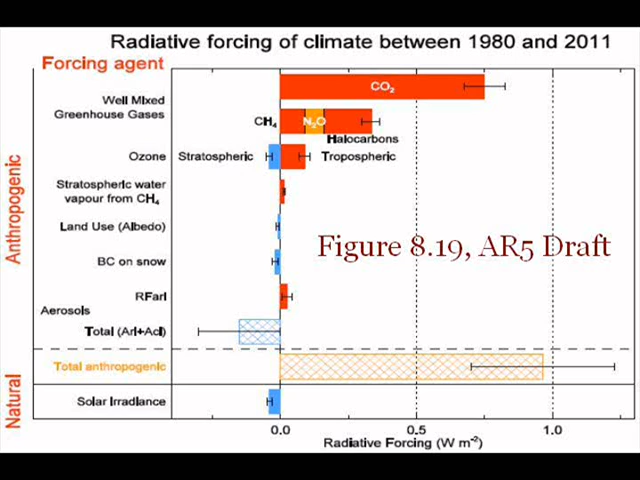 Radiative forcing of climate between 1980 and 2011
Forcing agent
Anthropogenic
Well Mixed
Greenhouse Gases
CO₂
CH₄
N₂O
Halocarbons
Ozone
Stratospheric
Tropospheric
Stratospheric water
vapour from CH₄
Land Use (Albedo)
BC on snow
Figure 8.19, AR5 Draft
RFari
Aerosols
Total (Ari+Aci)
Total anthropogenic
Natural
Solar Irradiance
0.0 0.5 1.0
Radiative Forcing (W m⁻²)